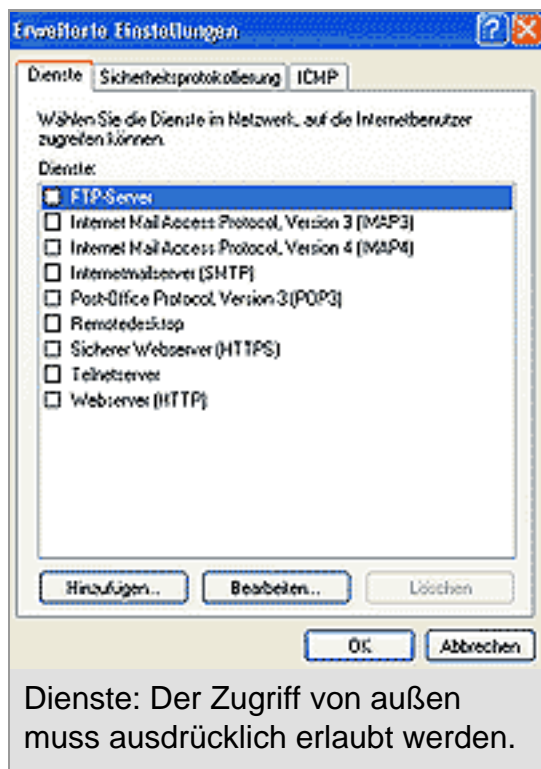 Erweiterte Einstellungen
Dienste Sicherheitsprotokollierung ICMP
Wählen Sie die Dienste im Netzwerk, auf die Internetbenutzer
zugreifen können.
Dienste:
FTP-Server
Internet Mail Access Protocol, Version 3 (IMAP3)
Internet Mail Access Protocol, Version 4 (IMAP4)
Internetmailserver (SMTP)
Post-Office Protocol, Version 3 (POP3)
Remotedesktop
Sicherer Webserver (HTTPS)
Telnetserver
Webserver (HTTP)
Hinzufügen... Bearbeiten... Löschen
OK Abbrechen
Dienste: Der Zugriff von außen
muss ausdrücklich erlaubt werden.